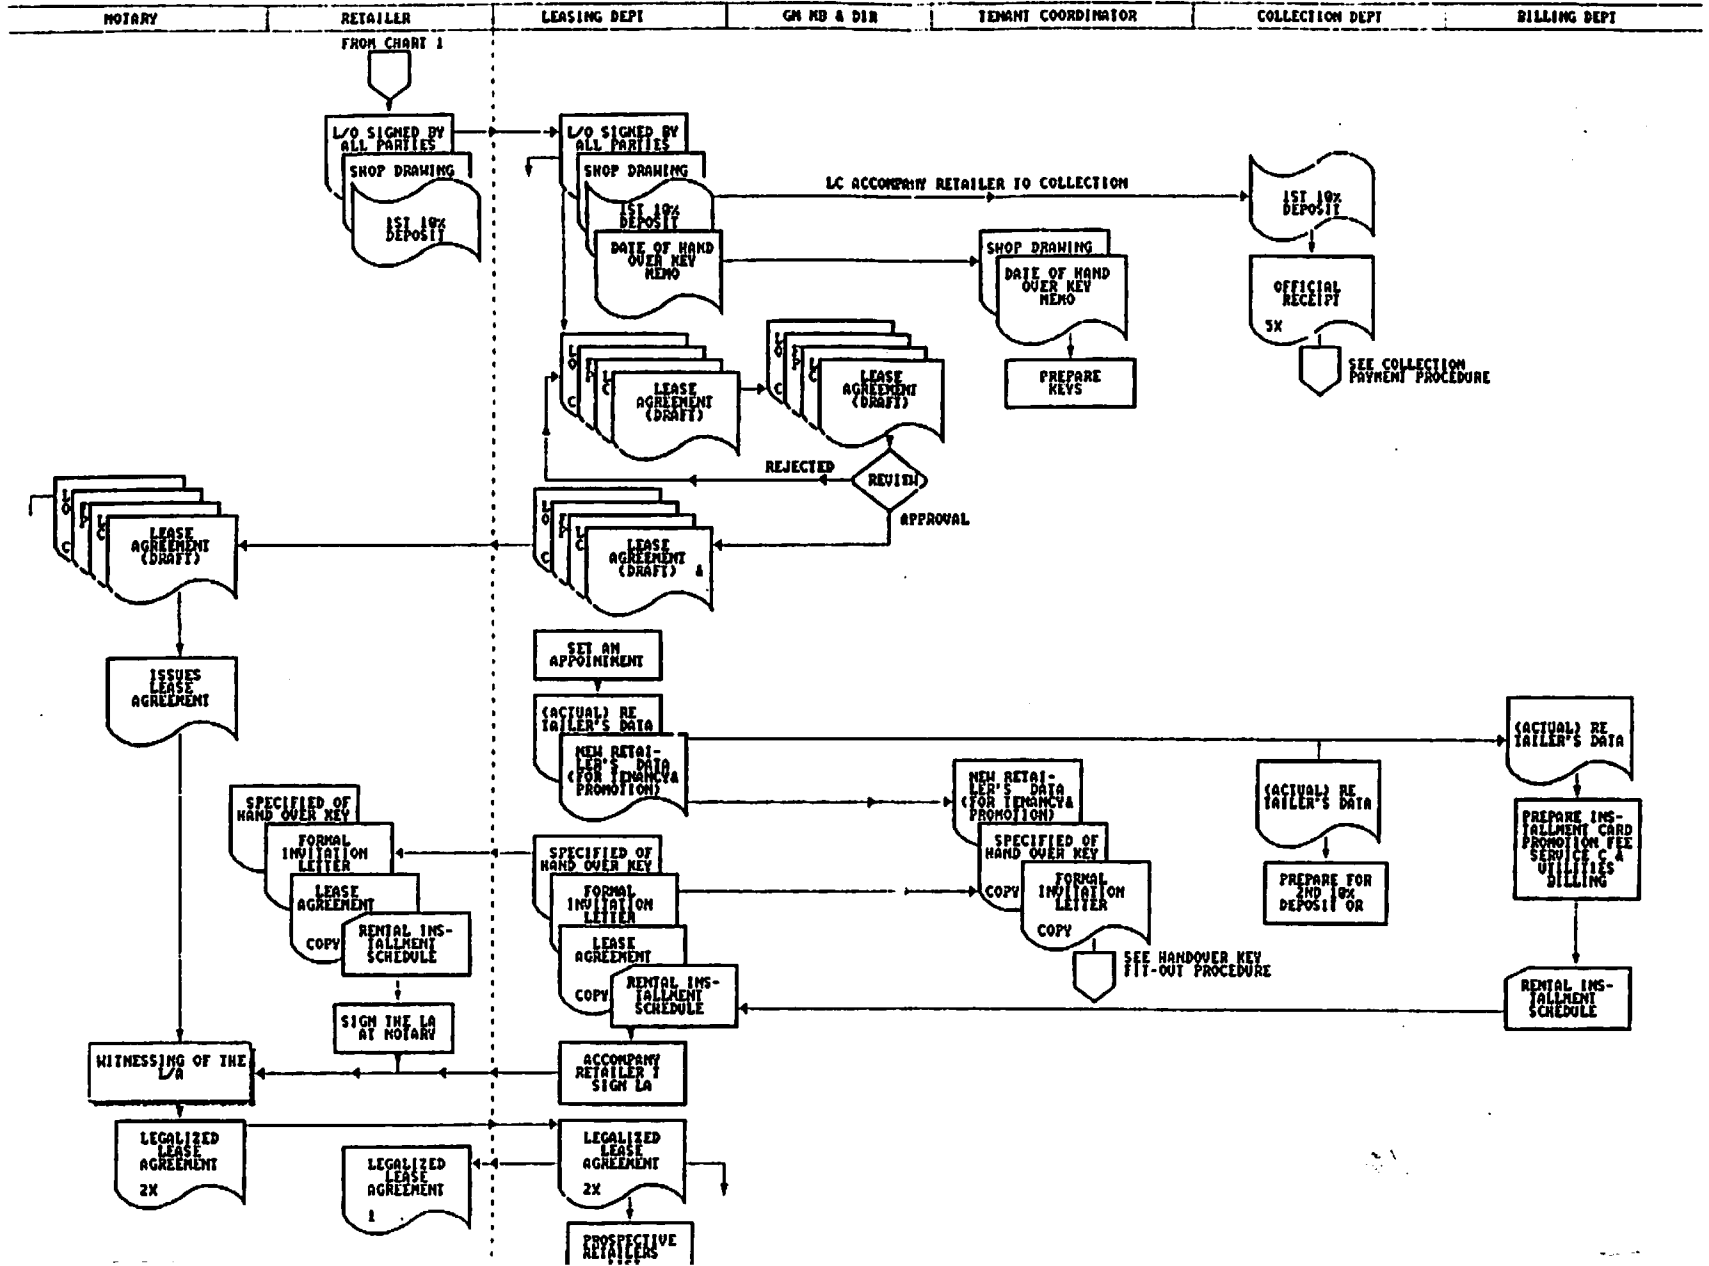 NOTARY
RETAILER
LEASING DEPT
GM MB & DIR
TENANT COORDINATOR
COLLECTION DEPT
BILLING DEPT
FROM CHART 1
L/O SIGNED BY
ALL PARTIES
SHOP DRAWING
1ST 10%
DEPOSIT
L/O SIGNED BY
ALL PARTIES
SHOP DRAWING
1ST 10%
DEPOSIT
DATE OF HAND
OVER KEY
MEMO
LC ACCOMPANY RETAILER TO COLLECTION
1ST 10%
DEPOSIT
SHOP DRAWING
DATE OF HAND
OVER KEY
MEMO
OFFICIAL
RECEIPT
5X
SEE COLLECTION
PAYMENT PROCEDURE
PREPARE
KEYS
LO
C
LC
LEASE
AGREEMENT
(DRAFT)
LO
C
LC
LEASE
AGREEMENT
(DRAFT)
REJECTED
REVIEW
APPROVAL
LO
C
LC
LEASE
AGREEMENT
(DRAFT)
LO
C
LC
LEASE
AGREEMENT
(DRAFT)
ISSUES
LEASE
AGREEMENT
SET AN
APPOINTMENT
(ACTUAL) RE
TAILER'S DATA
NEW RETAI-
LER'S DATA
(FOR TENANCY&
PROMOTION)
(ACTUAL) RE
TAILER'S DATA
NEW RETAI-
LER'S DATA
(FOR TENANCY&
PROMOTION)
(ACTUAL) RE
TAILER'S DATA
SPECIFIED OF
HAND OVER KEY
FORMAL
INVITATION
LETTER
LEASE
AGREEMENT
COPY
RENTAL INS-
TALLMENT
SCHEDULE
SPECIFIED OF
HAND OVER KEY
FORMAL
INVITATION
LETTER
LEASE
AGREEMENT
COPY
RENTAL INS-
TALLMENT
SCHEDULE
SPECIFIED OF
HAND OVER KEY
COPY
FORMAL
INVITATION
LETTER
COPY
SEE HANDOVER KEY
FIT-OUT PROCEDURE
PREPARE FOR
2ND 10%
DEPOSIT OR
PREPARE INS-
TALLMENT CARD
PROMOTION FEE
SERVICE C &
UTILITIES
BILLING
RENTAL INS-
TALLMENT
SCHEDULE
SIGN THE LA
AT NOTARY
WITNESSING OF THE
L/A
ACCOMPANY
RETAILER T
SIGN LA
LEGALIZED
LEASE
AGREEMENT
2X
LEGALIZED
LEASE
AGREEMENT
1
LEGALIZED
LEASE
AGREEMENT
2X
PROSPECTIVE
RETAILERS